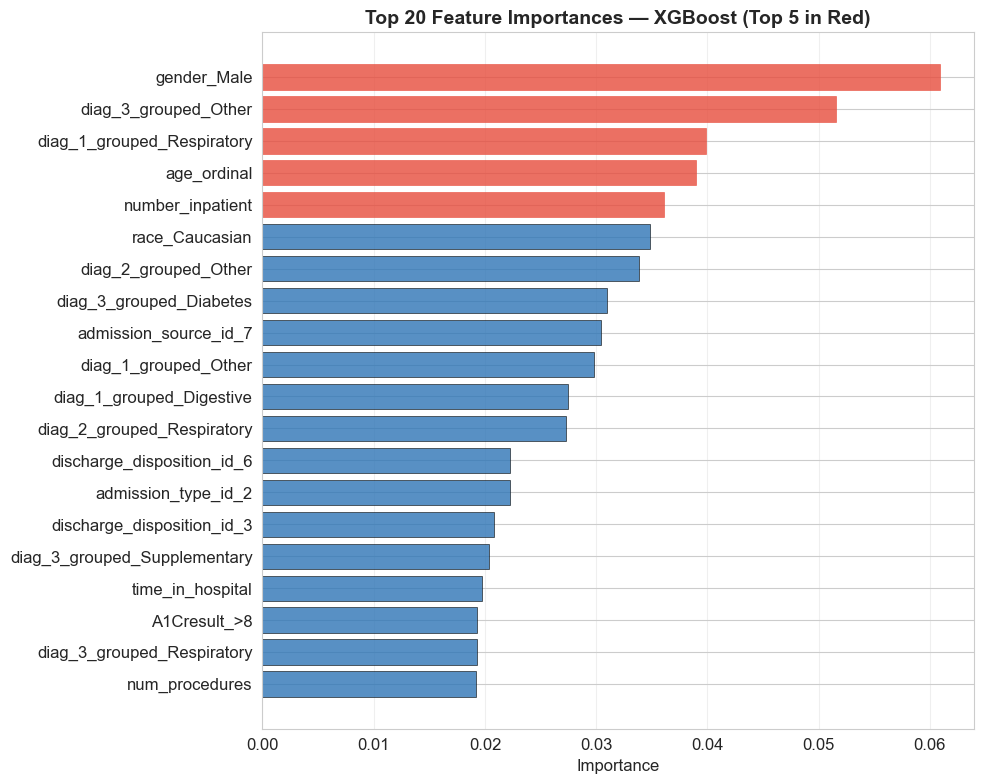 Top 20 Feature Importances — XGBoost (Top 5 in Red)
gender_Male
diag_3_grouped_Other
diag_1_grouped_Respiratory
age_ordinal
number_inpatient
race_Caucasian
diag_2_grouped_Other
diag_3_grouped_Diabetes
admission_source_id_7
diag_1_grouped_Other
diag_1_grouped_Digestive
diag_2_grouped_Respiratory
discharge_disposition_id_6
admission_type_id_2
discharge_disposition_id_3
diag_3_grouped_Supplementary
time_in_hospital
A1Cresult_>8
diag_3_grouped_Respiratory
num_procedures
0.00 0.01 0.02 0.03 0.04 0.05 0.06
Importance